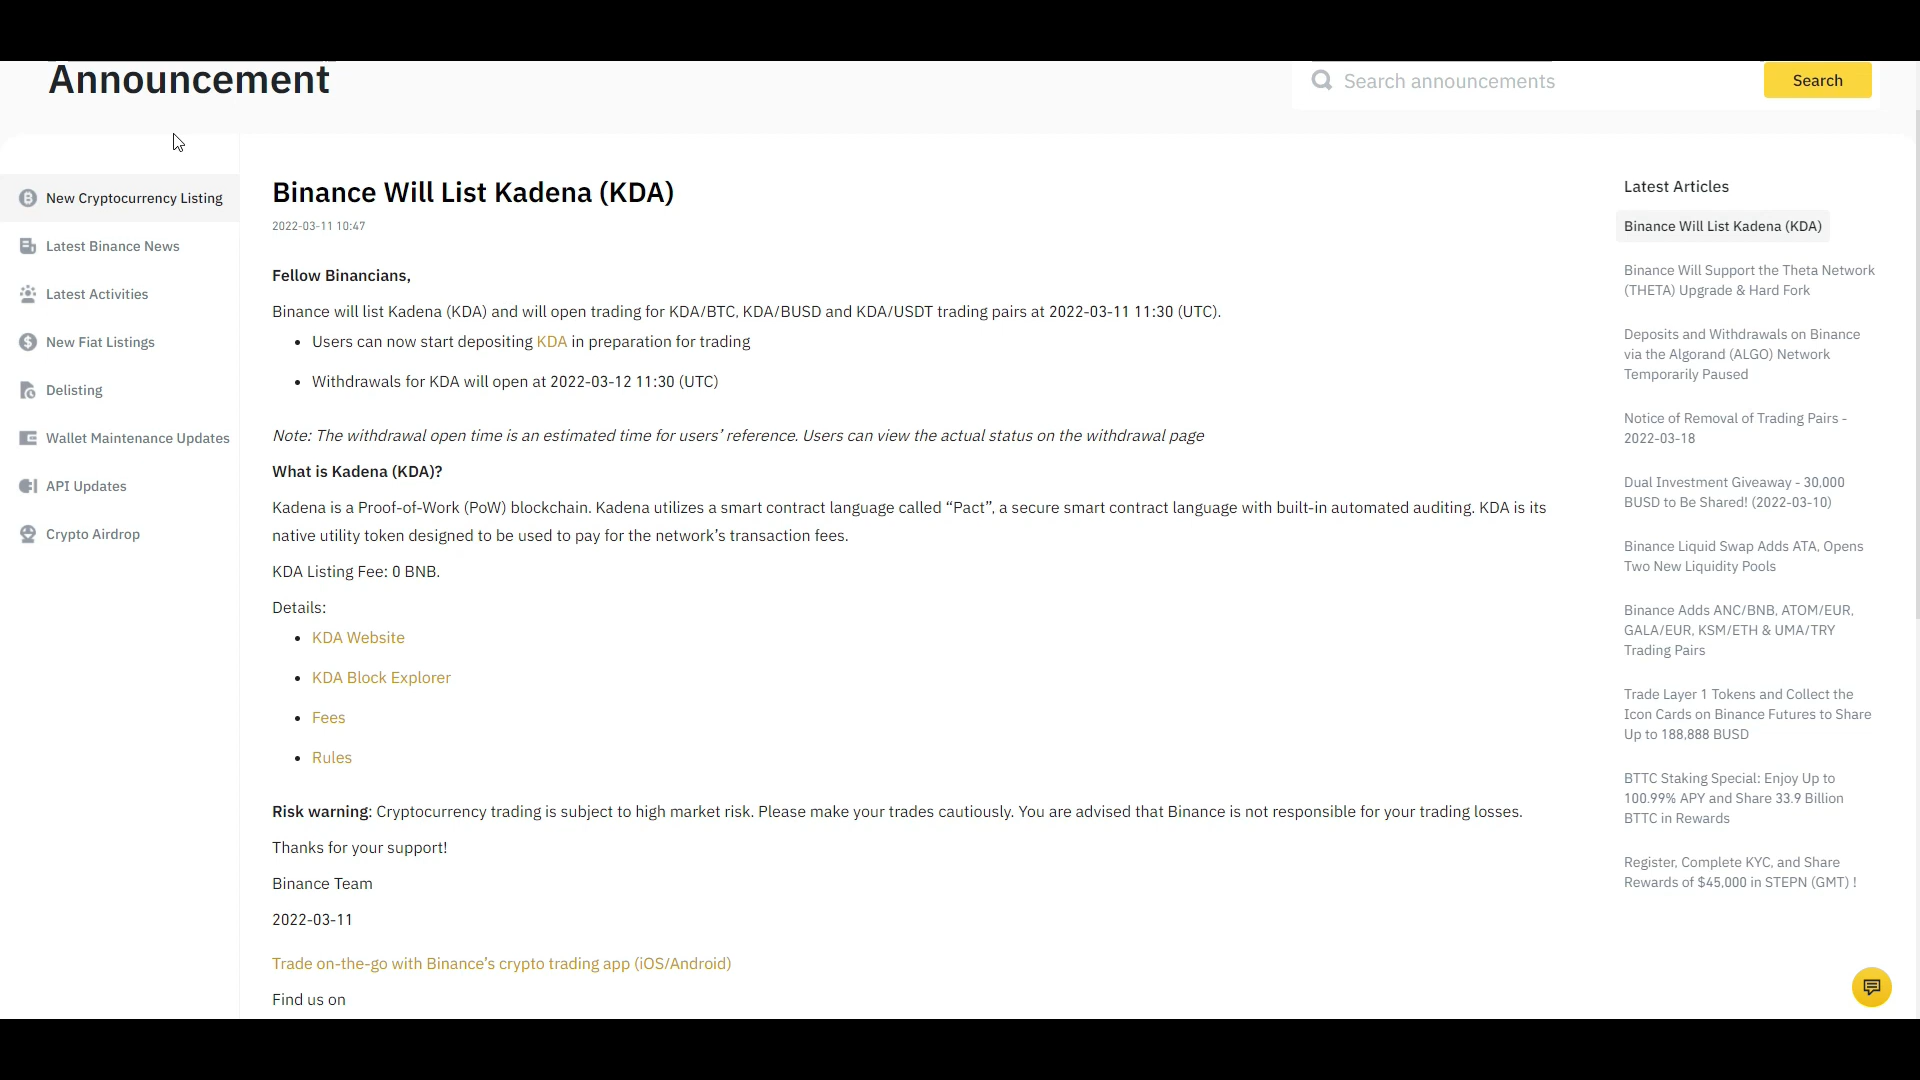 Announcement
Search announcements
Search
New Cryptocurrency Listing
Latest Binance News
Latest Activities
New Fiat Listings
Delisting
Wallet Maintenance Updates
API Updates
Crypto Airdrop
Binance Will List Kadena (KDA)
2022-03-11 10:47
Fellow Binancians,
Binance will list Kadena (KDA) and will open trading for KDA/BTC, KDA/BUSD and KDA/USDT trading pairs at 2022-03-11 11:30 (UTC).
• Users can now start depositing KDA in preparation for trading
• Withdrawals for KDA will open at 2022-03-12 11:30 (UTC)
Note: The withdrawal open time is an estimated time for users’ reference. Users can view the actual status on the withdrawal page
What is Kadena (KDA)?
Kadena is a Proof-of-Work (PoW) blockchain. Kadena utilizes a smart contract language called “Pact”, a secure smart contract language with built-in automated auditing. KDA is its
native utility token designed to be used to pay for the network’s transaction fees.
KDA Listing Fee: 0 BNB.
Details:
• KDA Website
• KDA Block Explorer
• Fees
• Rules
Risk warning: Cryptocurrency trading is subject to high market risk. Please make your trades cautiously. You are advised that Binance is not responsible for your trading losses.
Thanks for your support!
Binance Team
2022-03-11
Trade on-the-go with Binance’s crypto trading app (iOS/Android)
Find us on
Latest Articles
Binance Will List Kadena (KDA)
Binance Will Support the Theta Network
(THETA) Upgrade & Hard Fork
Deposits and Withdrawals on Binance
via the Algorand (ALGO) Network
Temporarily Paused
Notice of Removal of Trading Pairs -
2022-03-18
Dual Investment Giveaway - 30,000
BUSD to Be Shared! (2022-03-10)
Binance Liquid Swap Adds ATA, Opens
Two New Liquidity Pools
Binance Adds ANC/BNB, ATOM/EUR,
GALA/EUR, KSM/ETH & UMA/TRY
Trading Pairs
Trade Layer 1 Tokens and Collect the
Icon Cards on Binance Futures to Share
Up to 188,888 BUSD
BTTC Staking Special: Enjoy Up to
100.99% APY and Share 33.9 Billion
BTTC in Rewards
Register, Complete KYC, and Share
Rewards of $45,000 in STEPN (GMT) !